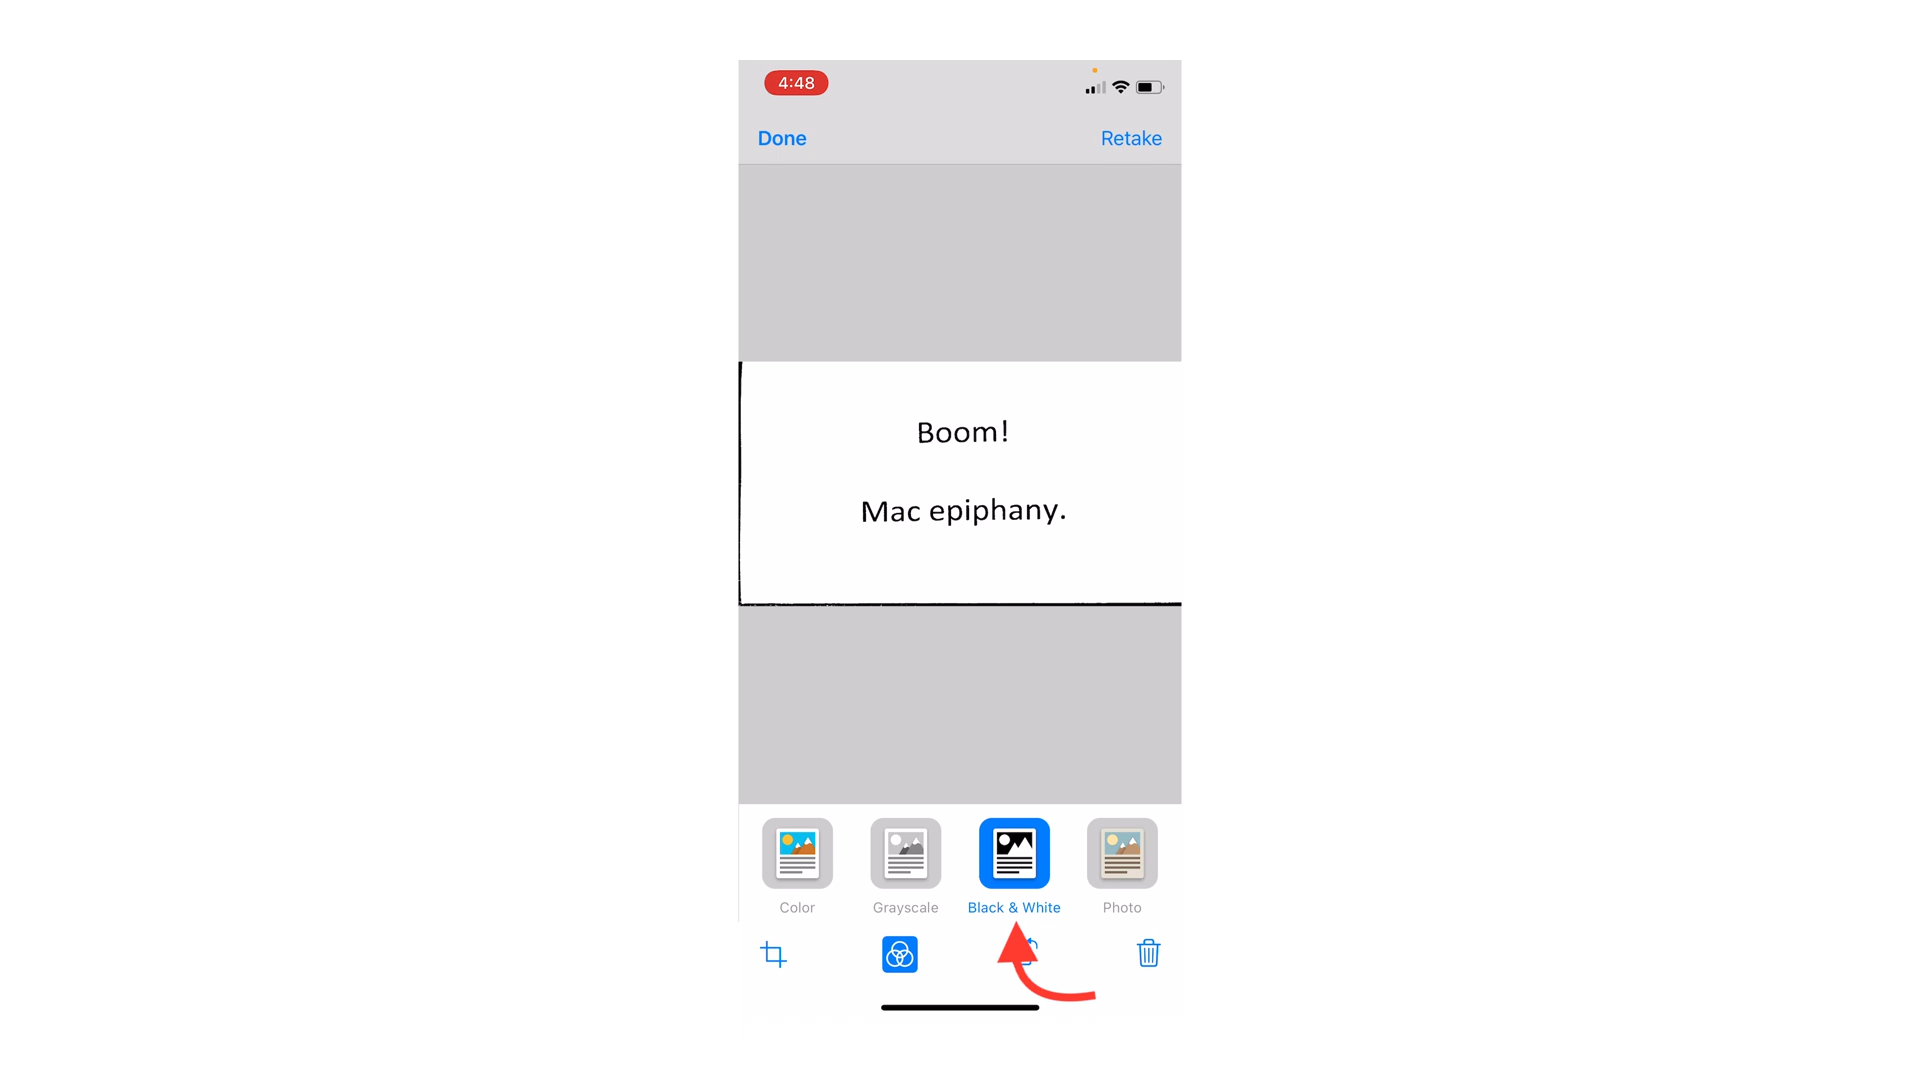 4:48
Done
Retake
Boom!
Mac epiphany.
Color
Grayscale
Black & White
Photo